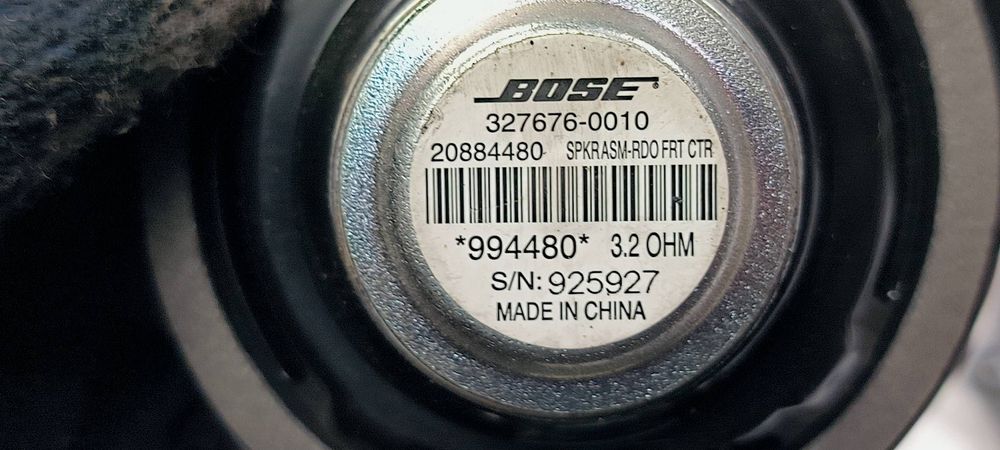 BOSE®
327676-0010
20884480 SPKR ASM-RDO FRT CTR
*994480* 3.2 OHM
S/N: 925927
MADE IN CHINA